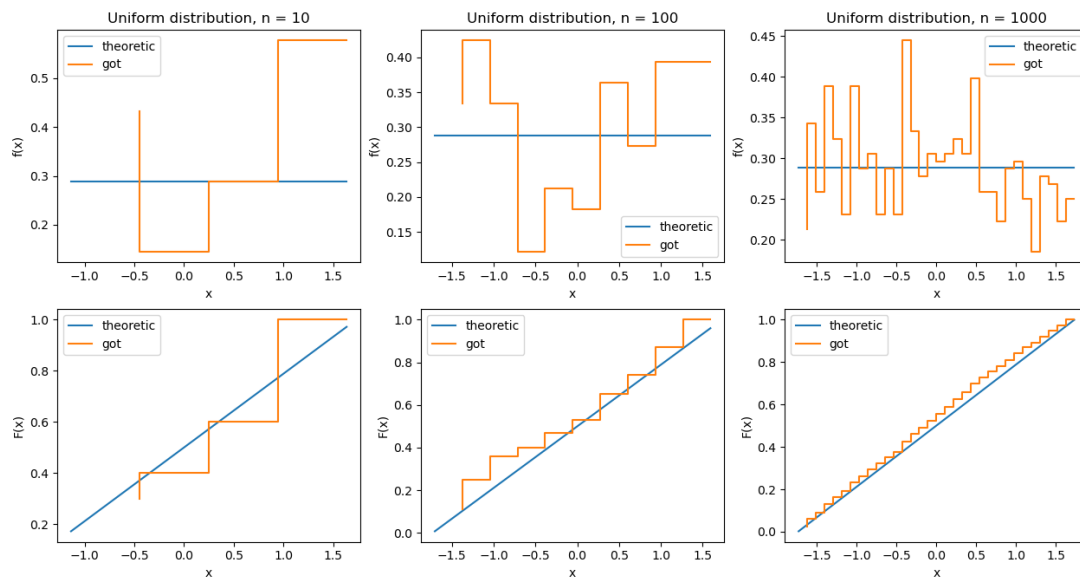 Uniform distribution, n = 10
theoretic
got
f(x)
0.5
0.4
0.3
0.2
−1.0 −0.5 0.0 0.5 1.0 1.5
x
Uniform distribution, n = 100
0.40
0.35
0.30
0.25
0.20
0.15
f(x)
theoretic
got
−1.5 −1.0 −0.5 0.0 0.5 1.0 1.5
x
Uniform distribution, n = 1000
0.45
0.40
0.35
0.30
0.25
0.20
f(x)
theoretic
got
−1.5 −1.0 −0.5 0.0 0.5 1.0 1.5
x
theoretic
got
F(x)
1.0
0.8
0.6
0.4
0.2
−1.0 −0.5 0.0 0.5 1.0 1.5
x
theoretic
got
F(x)
1.0
0.8
0.6
0.4
0.2
0.0
−1.5 −1.0 −0.5 0.0 0.5 1.0 1.5
x
theoretic
got
F(x)
1.0
0.8
0.6
0.4
0.2
0.0
−1.5 −1.0 −0.5 0.0 0.5 1.0 1.5
x